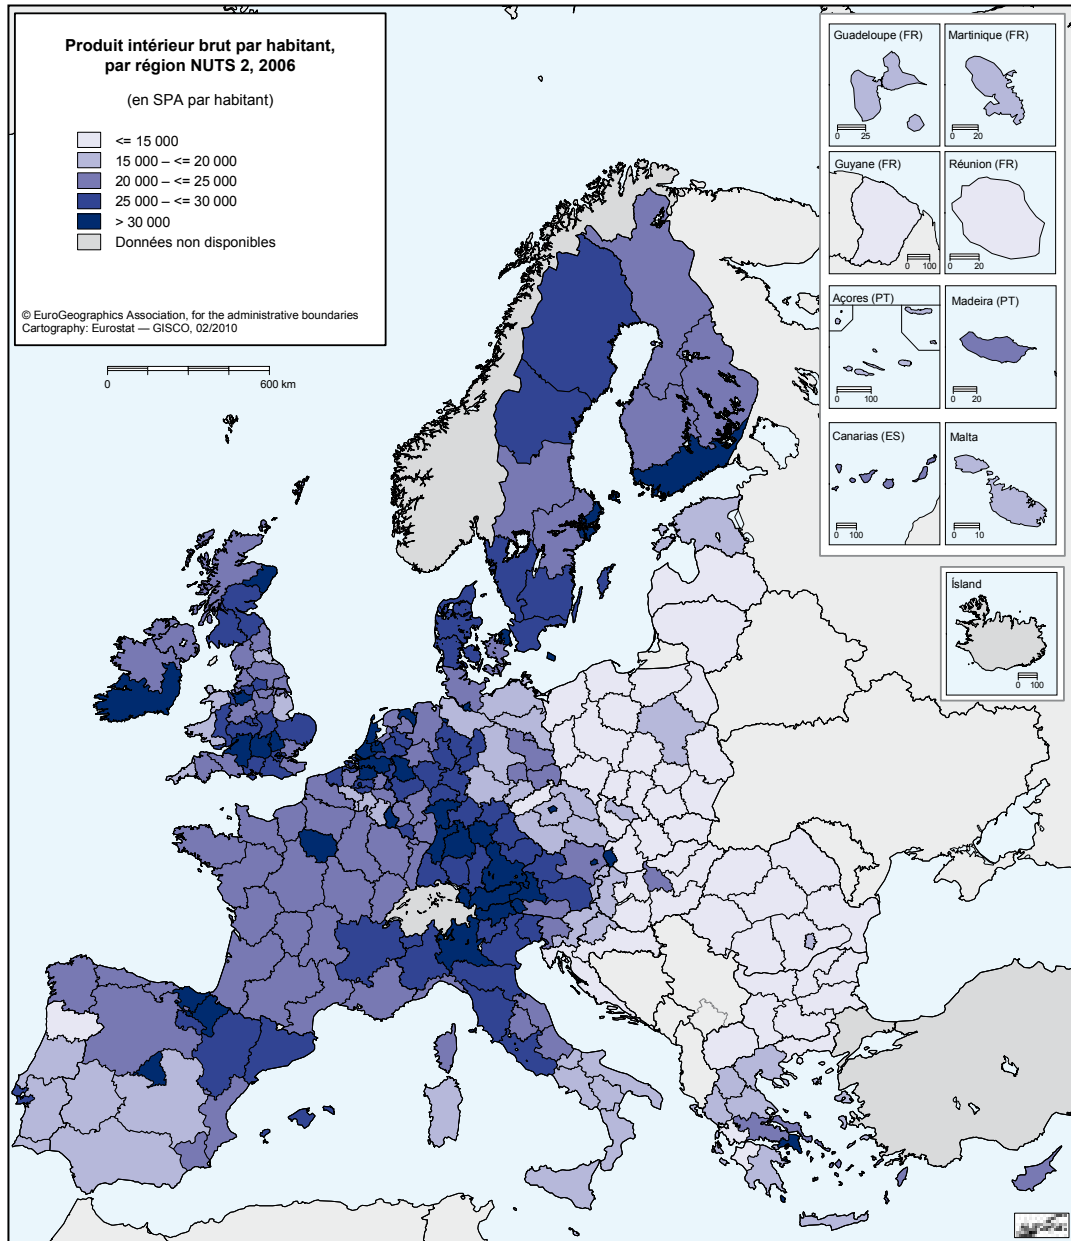 Produit intérieur brut par habitant,
par région NUTS 2, 2006
(en SPA par habitant)
<= 15 000
15 000 – <= 20 000
20 000 – <= 25 000
25 000 – <= 30 000
> 30 000
Données non disponibles
© EuroGeographics Association, for the administrative boundaries
Cartography: Eurostat — GISCO, 02/2010
0 600 km
Guadeloupe (FR)
0 25
Martinique (FR)
0 20
Guyane (FR)
0 100
Réunion (FR)
0 20
Açores (PT)
0 100
Madeira (PT)
0 20
Canarias (ES)
0 100
Malta
0 10
Ísland
0 100